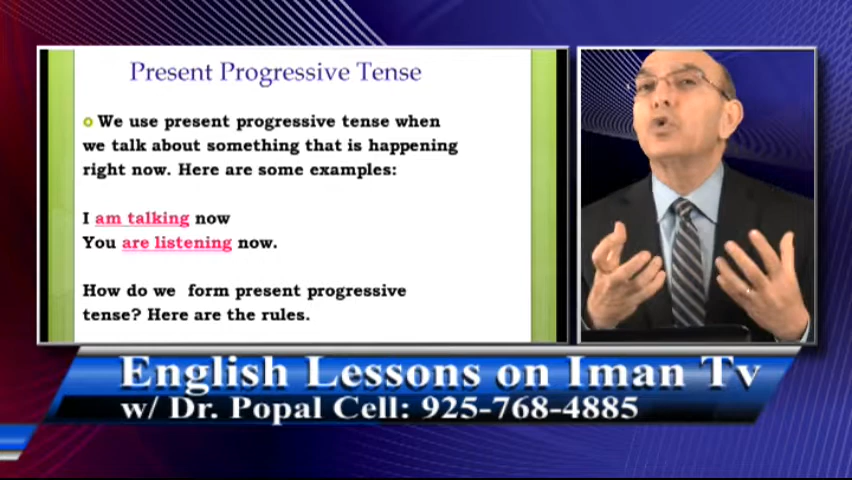 Present Progressive Tense
We use present progressive tense when
we talk about something that is happening
right now. Here are some examples:
I am talking now
You are listening now.
How do we form present progressive
tense? Here are the rules.
English Lessons on Iman Tv
w/ Dr. Popal Cell: 925-768-4885